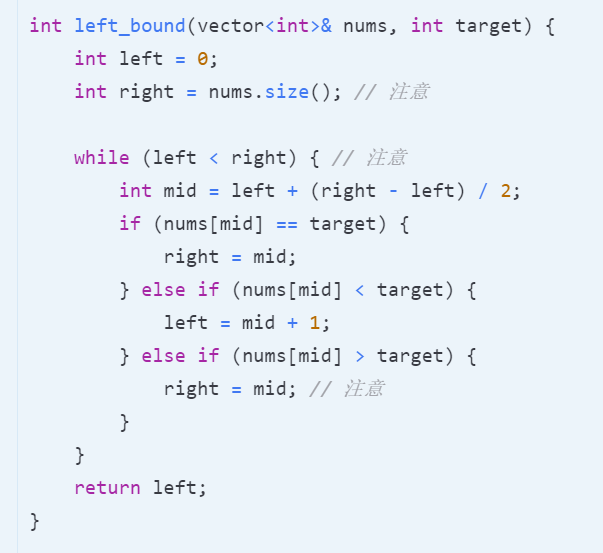 int left_bound(vector<int>& nums, int target) {
    int left = 0;
    int right = nums.size(); // 注意

    while (left < right) { // 注意
        int mid = left + (right - left) / 2;
        if (nums[mid] == target) {
            right = mid;
        } else if (nums[mid] < target) {
            left = mid + 1;
        } else if (nums[mid] > target) {
            right = mid; // 注意
        }
    }
    return left;
}